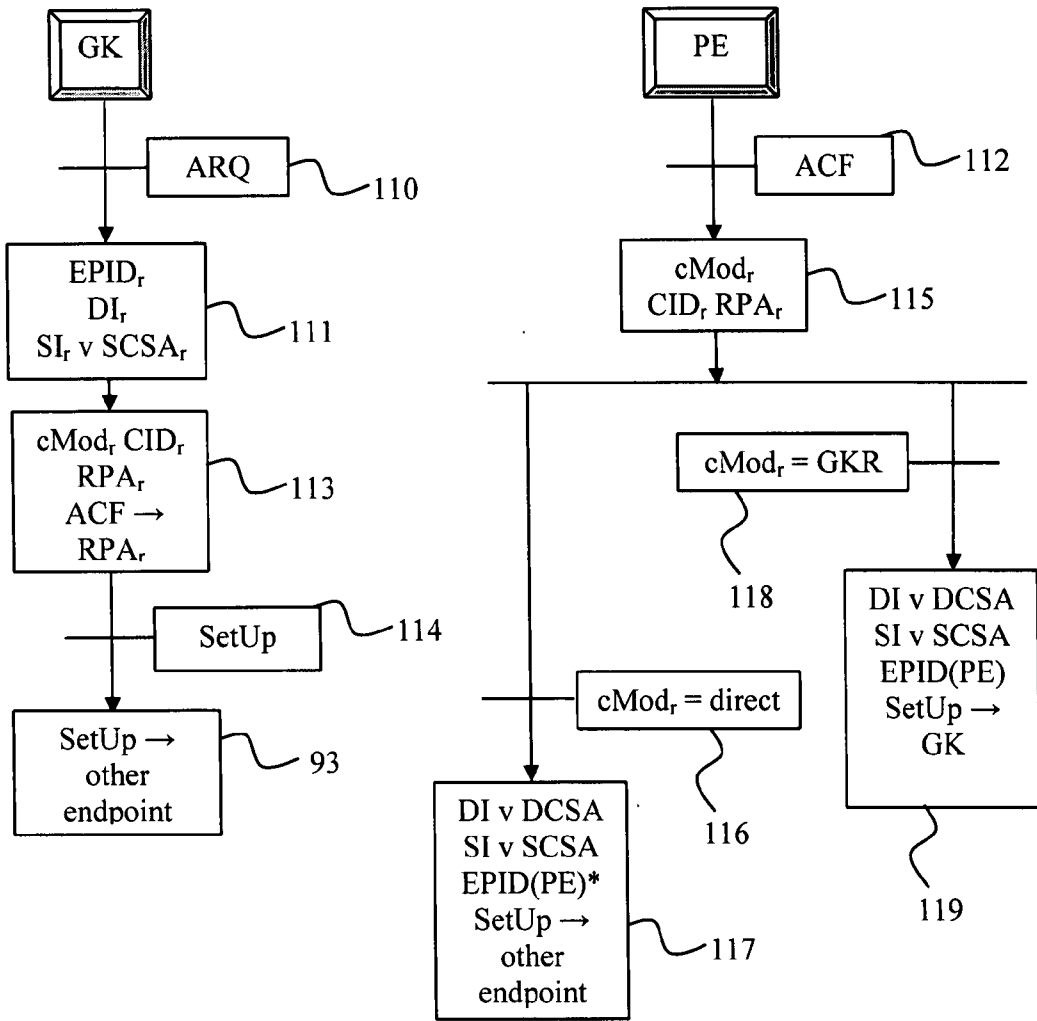 GK
ARQ
110
EPIDᵣ
DIᵣ
SIᵣ v SCSAᵣ
111
cModᵣ CIDᵣ
RPAᵣ
ACF →
RPAᵣ
113
SetUp
114
SetUp →
other
endpoint
93
PE
ACF
112
cModᵣ
CIDᵣ RPAᵣ
115
cModᵣ = GKR
118
cModᵣ = direct
116
DI v DCSA
SI v SCSA
EPID(PE)
SetUp →
GK
119
DI v DCSA
SI v SCSA
EPID(PE)*
SetUp →
other
endpoint
117